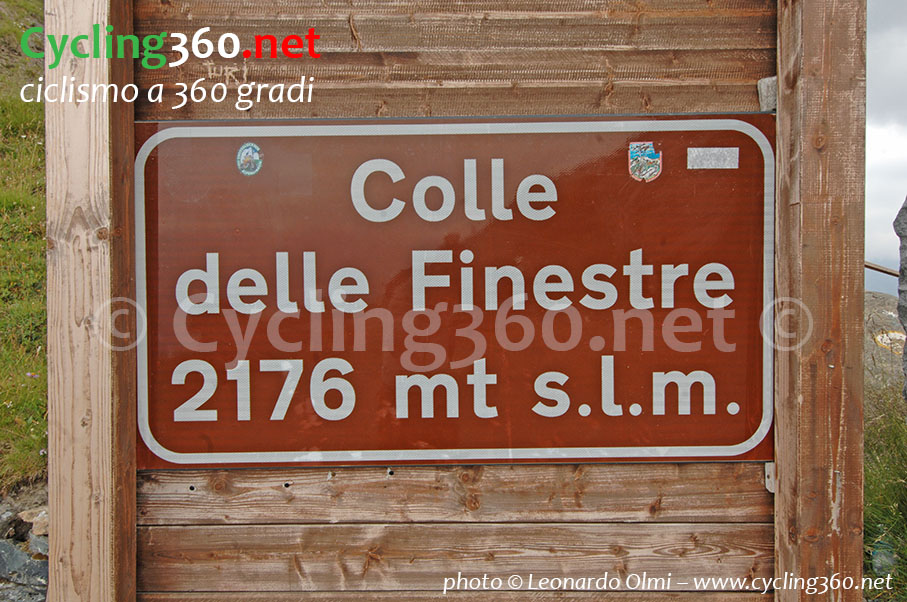 Cycling360.net
ciclismo a 360 gradi
Colle
delle Finestre
© Cycling360.net ©
2176 mt s.l.m.
photo © Leonardo Olmi – www.cycling360.net